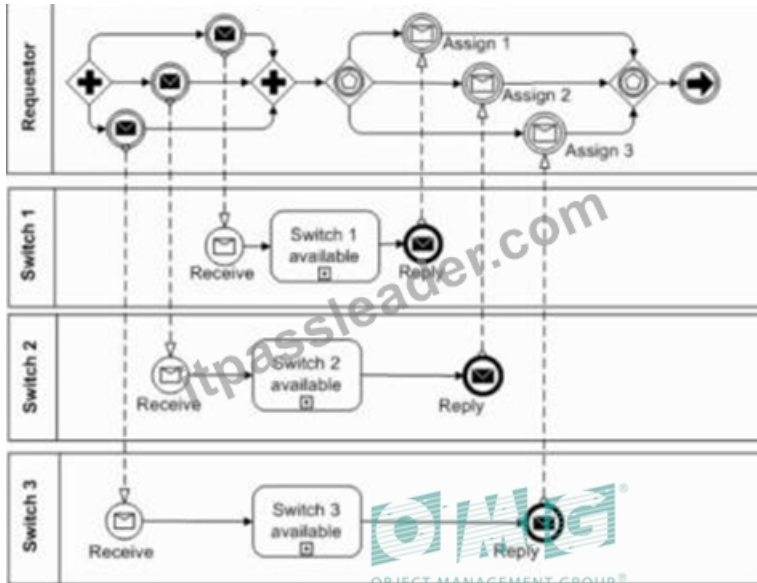 Requestor
Assign 1
Assign 2
Assign 3
Switch 1
Switch 1
available
Receive
Reply
Switch 2
Switch 2
available
Receive
Reply
Switch 3
Switch 3
available
Receive
Reply
itpassleader.com
OMG®
OBJECT MANAGEMENT GROUP®